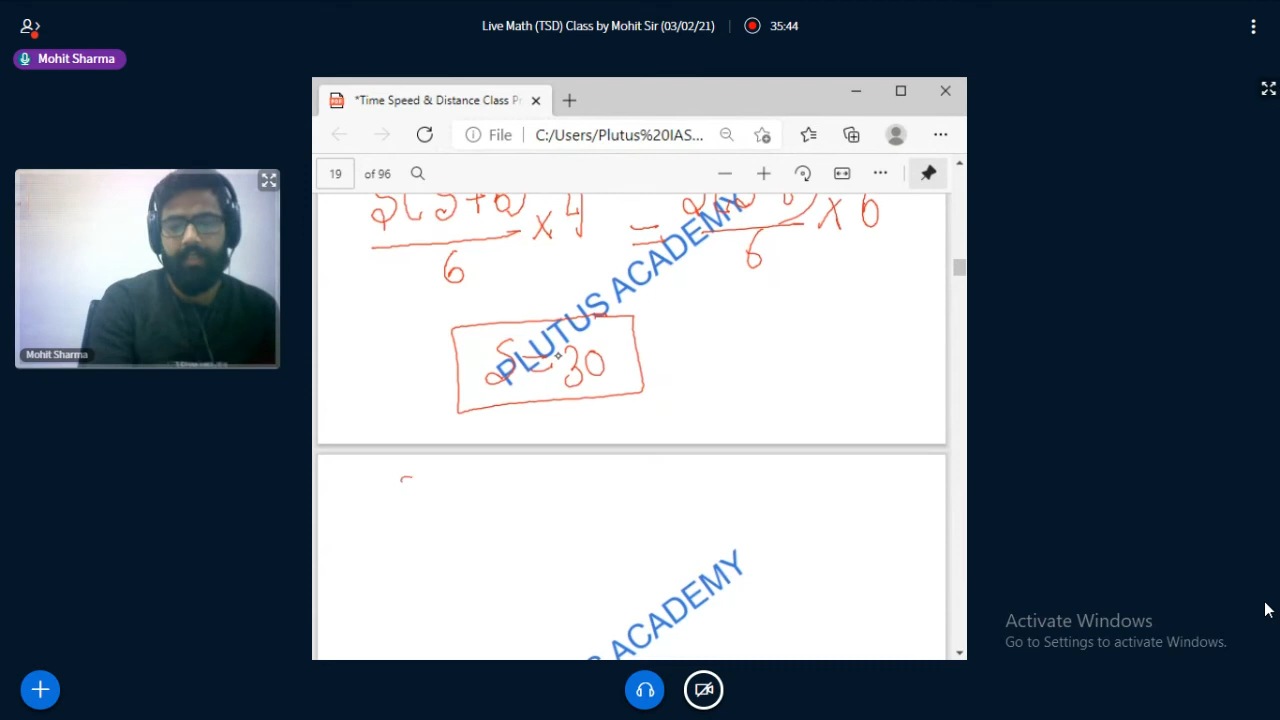 Live Math (TSD) Class by Mohit Sir (03/02/21)
35:44
Mohit Sharma
*Time Speed & Distance Class Pr
File
C:/Users/Plutus%20IAS...
19 of 96
× 4 = × 6
6 6
PLUTUS ACADEMY
S = 30
Mohit Sharma
ACADEMY
Activate Windows
Go to Settings to activate Windows.